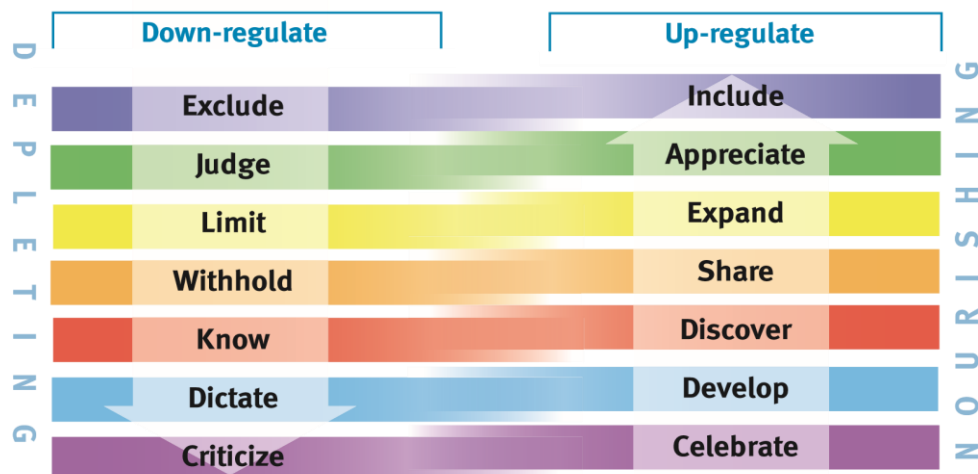 Down-regulate Up-regulate
DEPLETING
NOURISHING
Exclude Include
Judge Appreciate
Limit Expand
Withhold Share
Know Discover
Dictate Develop
Criticize Celebrate